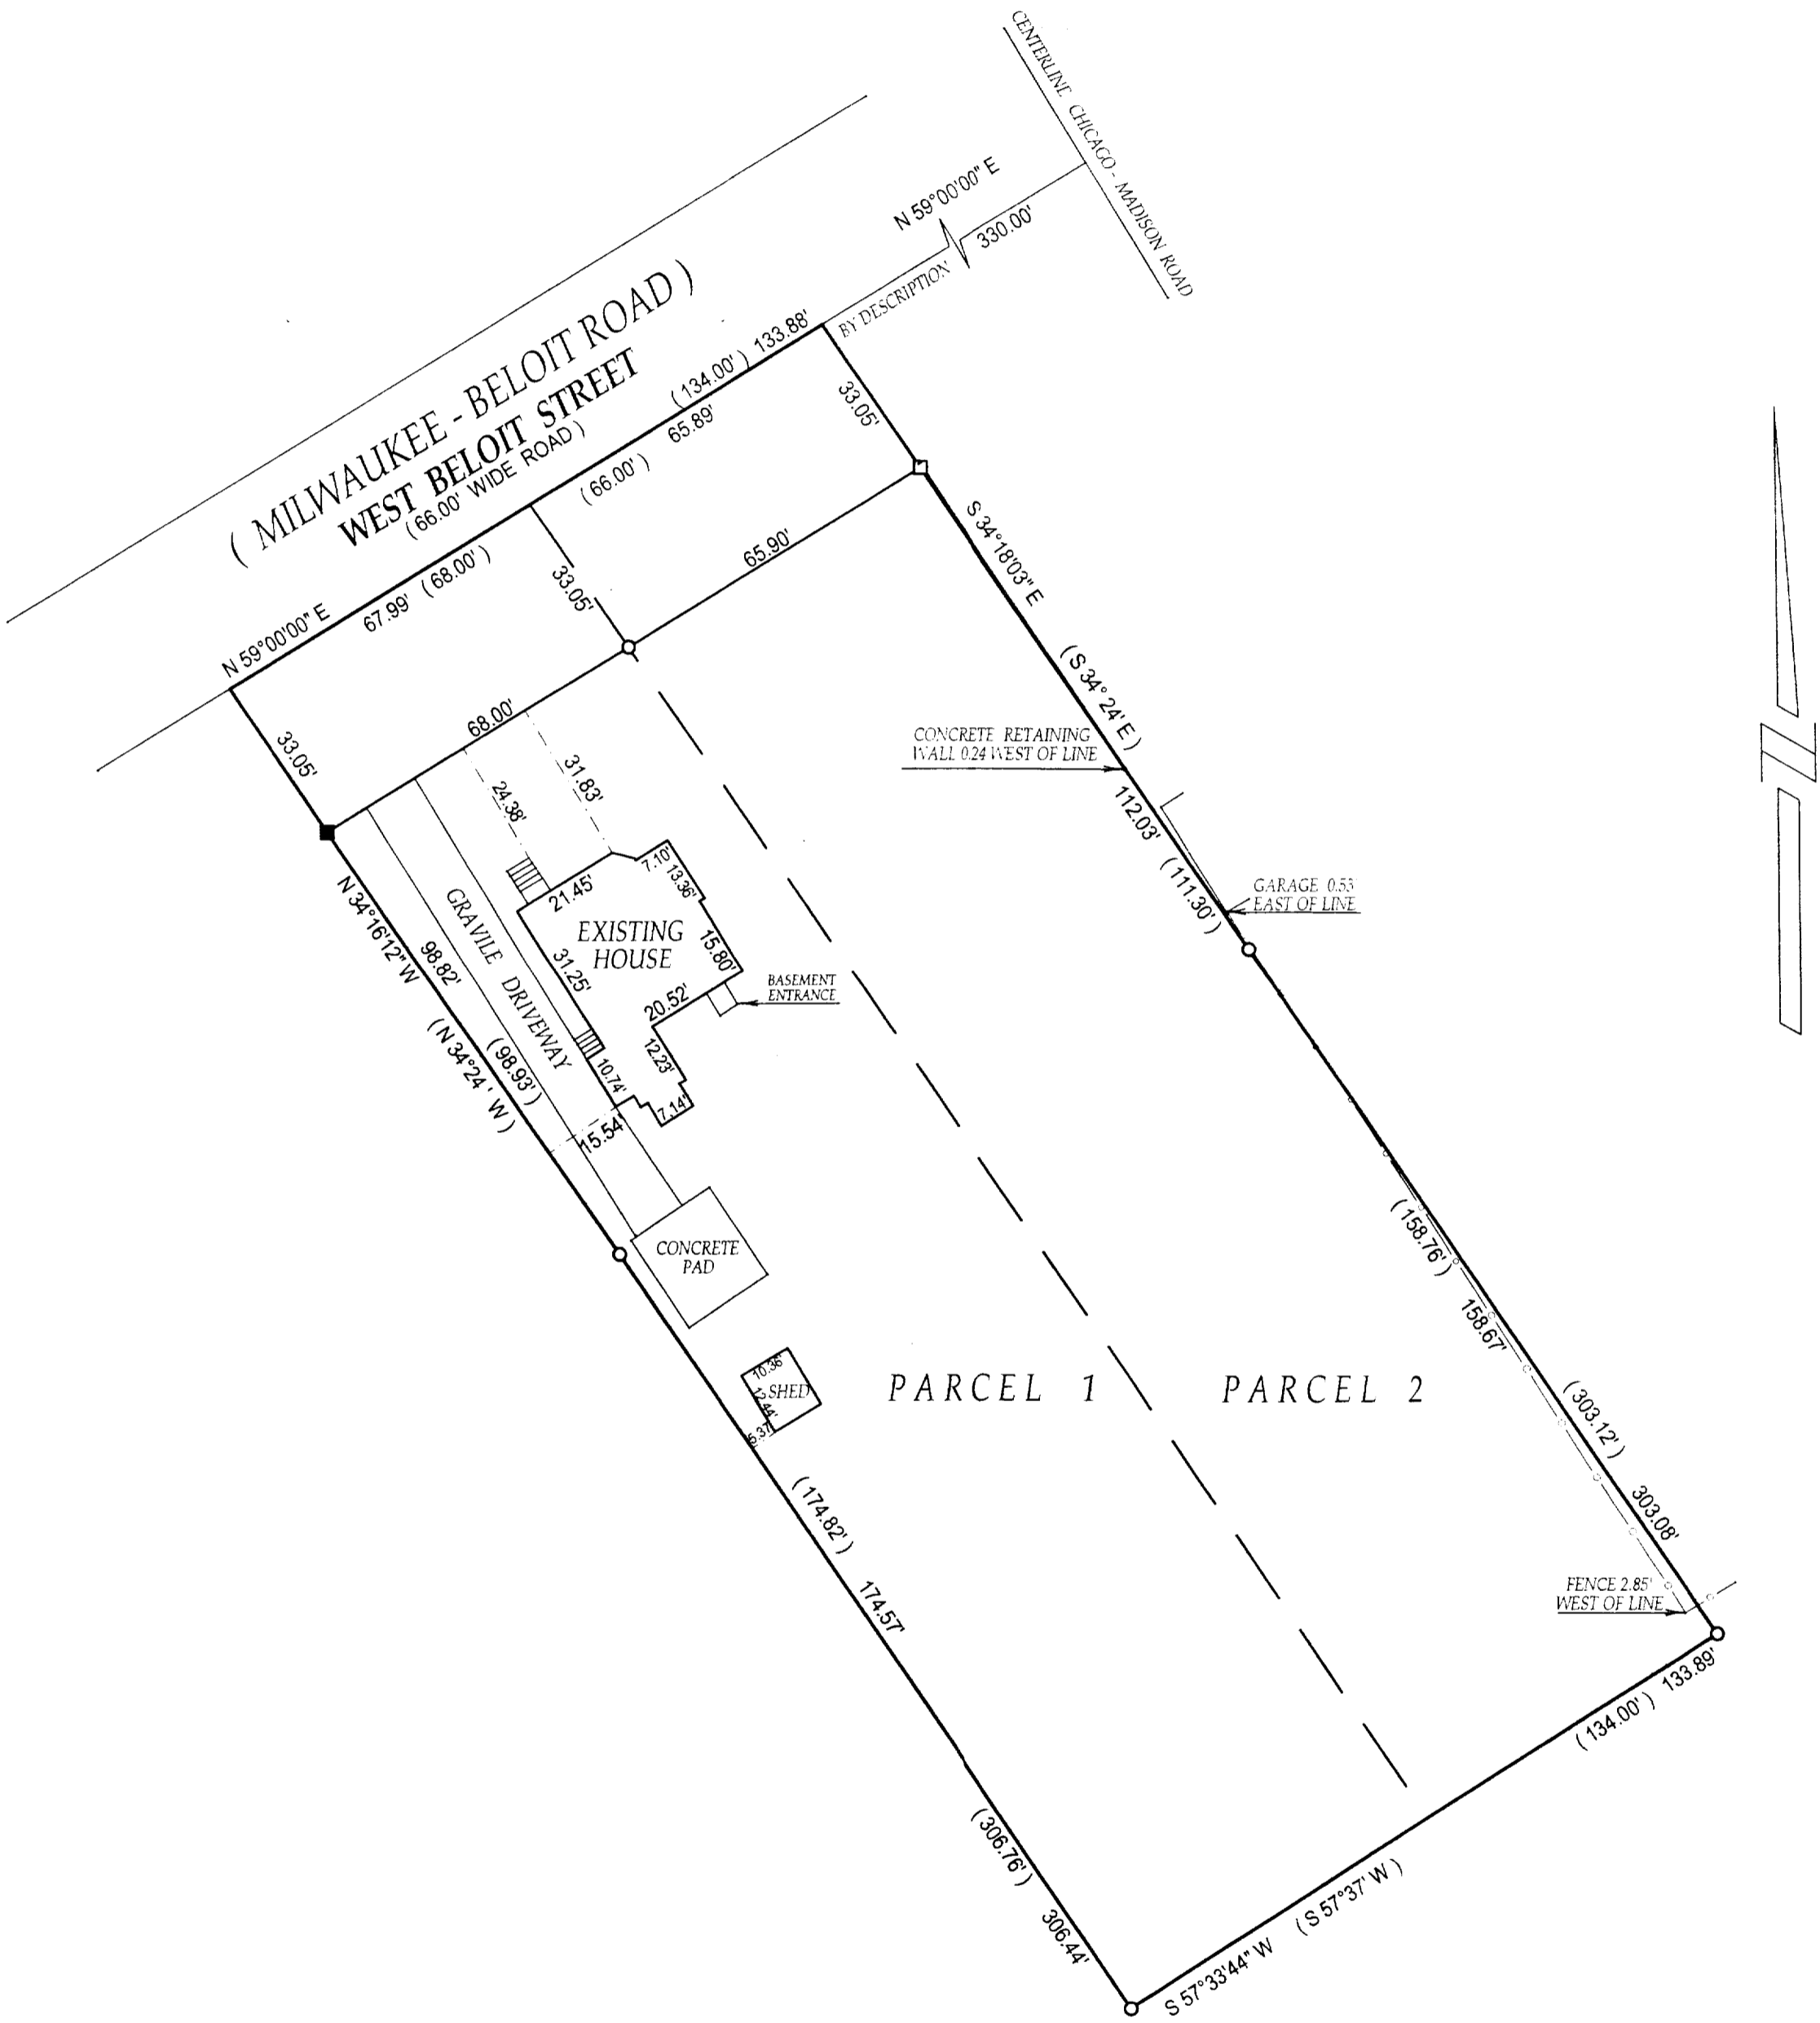 CENTERLINE CHICAGO - MADISON ROAD
N 59°00'00" E
330.00'
BY DESCRIPTION
( MILWAUKEE - BELOIT ROAD )
WEST BELOIT STREET
( 66.00' WIDE ROAD )
( 134.00' ) 133.88'
( 66.00' ) 65.89'
67.99' ( 68.00' )
N 59°00'00" E
33.05'
33.05'
33.05'
65.90'
68.00'
S 34°18'03" E
( S 34° 24' E )
CONCRETE RETAINING
WALL 0.24 WEST OF LINE
112.03' ( 111.30' )
GARAGE 0.53
EAST OF LINE
24.38'
31.83'
7.10'
13.36'
21.45'
EXISTING
HOUSE
15.80'
31.25'
BASEMENT
ENTRANCE
20.52'
12.23'
10.74'
7.14'
15.54'
GRAVILE DRIVEWAY
N 34°16'12" W
98.82'
( 98.93' )
( N 34°24 ' W )
CONCRETE
PAD
10.36'
SHED
12.44'
6.37'
PARCEL 1
PARCEL 2
( 158.76' )
158.67'
( 303.12' )
303.08'
( 174.82' )
174.57'
FENCE 2.85'
WEST OF LINE
( 134.00' ) 133.89'
( 306.76' )
306.44'
S 57°33'44" W ( S 57°37' W )
N